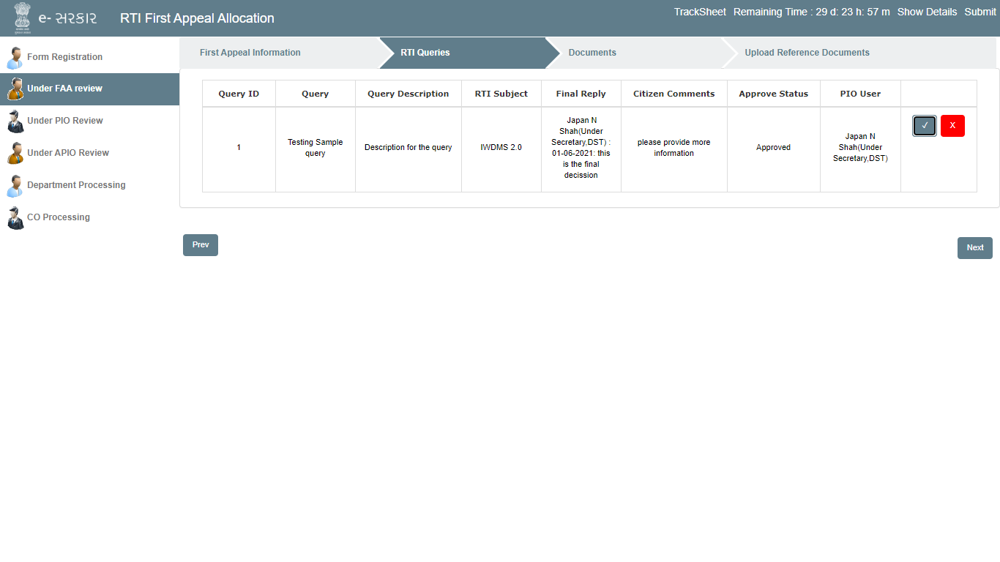 e- સરકાર
RTI First Appeal Allocation
TrackSheet Remaining Time : 29 d: 23 h: 57 m Show Details Submit
Form Registration
Under FAA review
Under PIO Review
Under APIO Review
Department Processing
CO Processing
First Appeal Information
RTI Queries
Documents
Upload Reference Documents
Query ID
Query
Query Description
RTI Subject
Final Reply
Citizen Comments
Approve Status
PIO User
1
Testing Sample
query
Description for the query
IWDMS 2.0
Japan N
Shah(Under
Secretary,DST) :
01-06-2021: this
is the final
decission
please provide more
information
Approved
Japan N
Shah(Under
Secretary,DST)
✓
X
Prev
Next